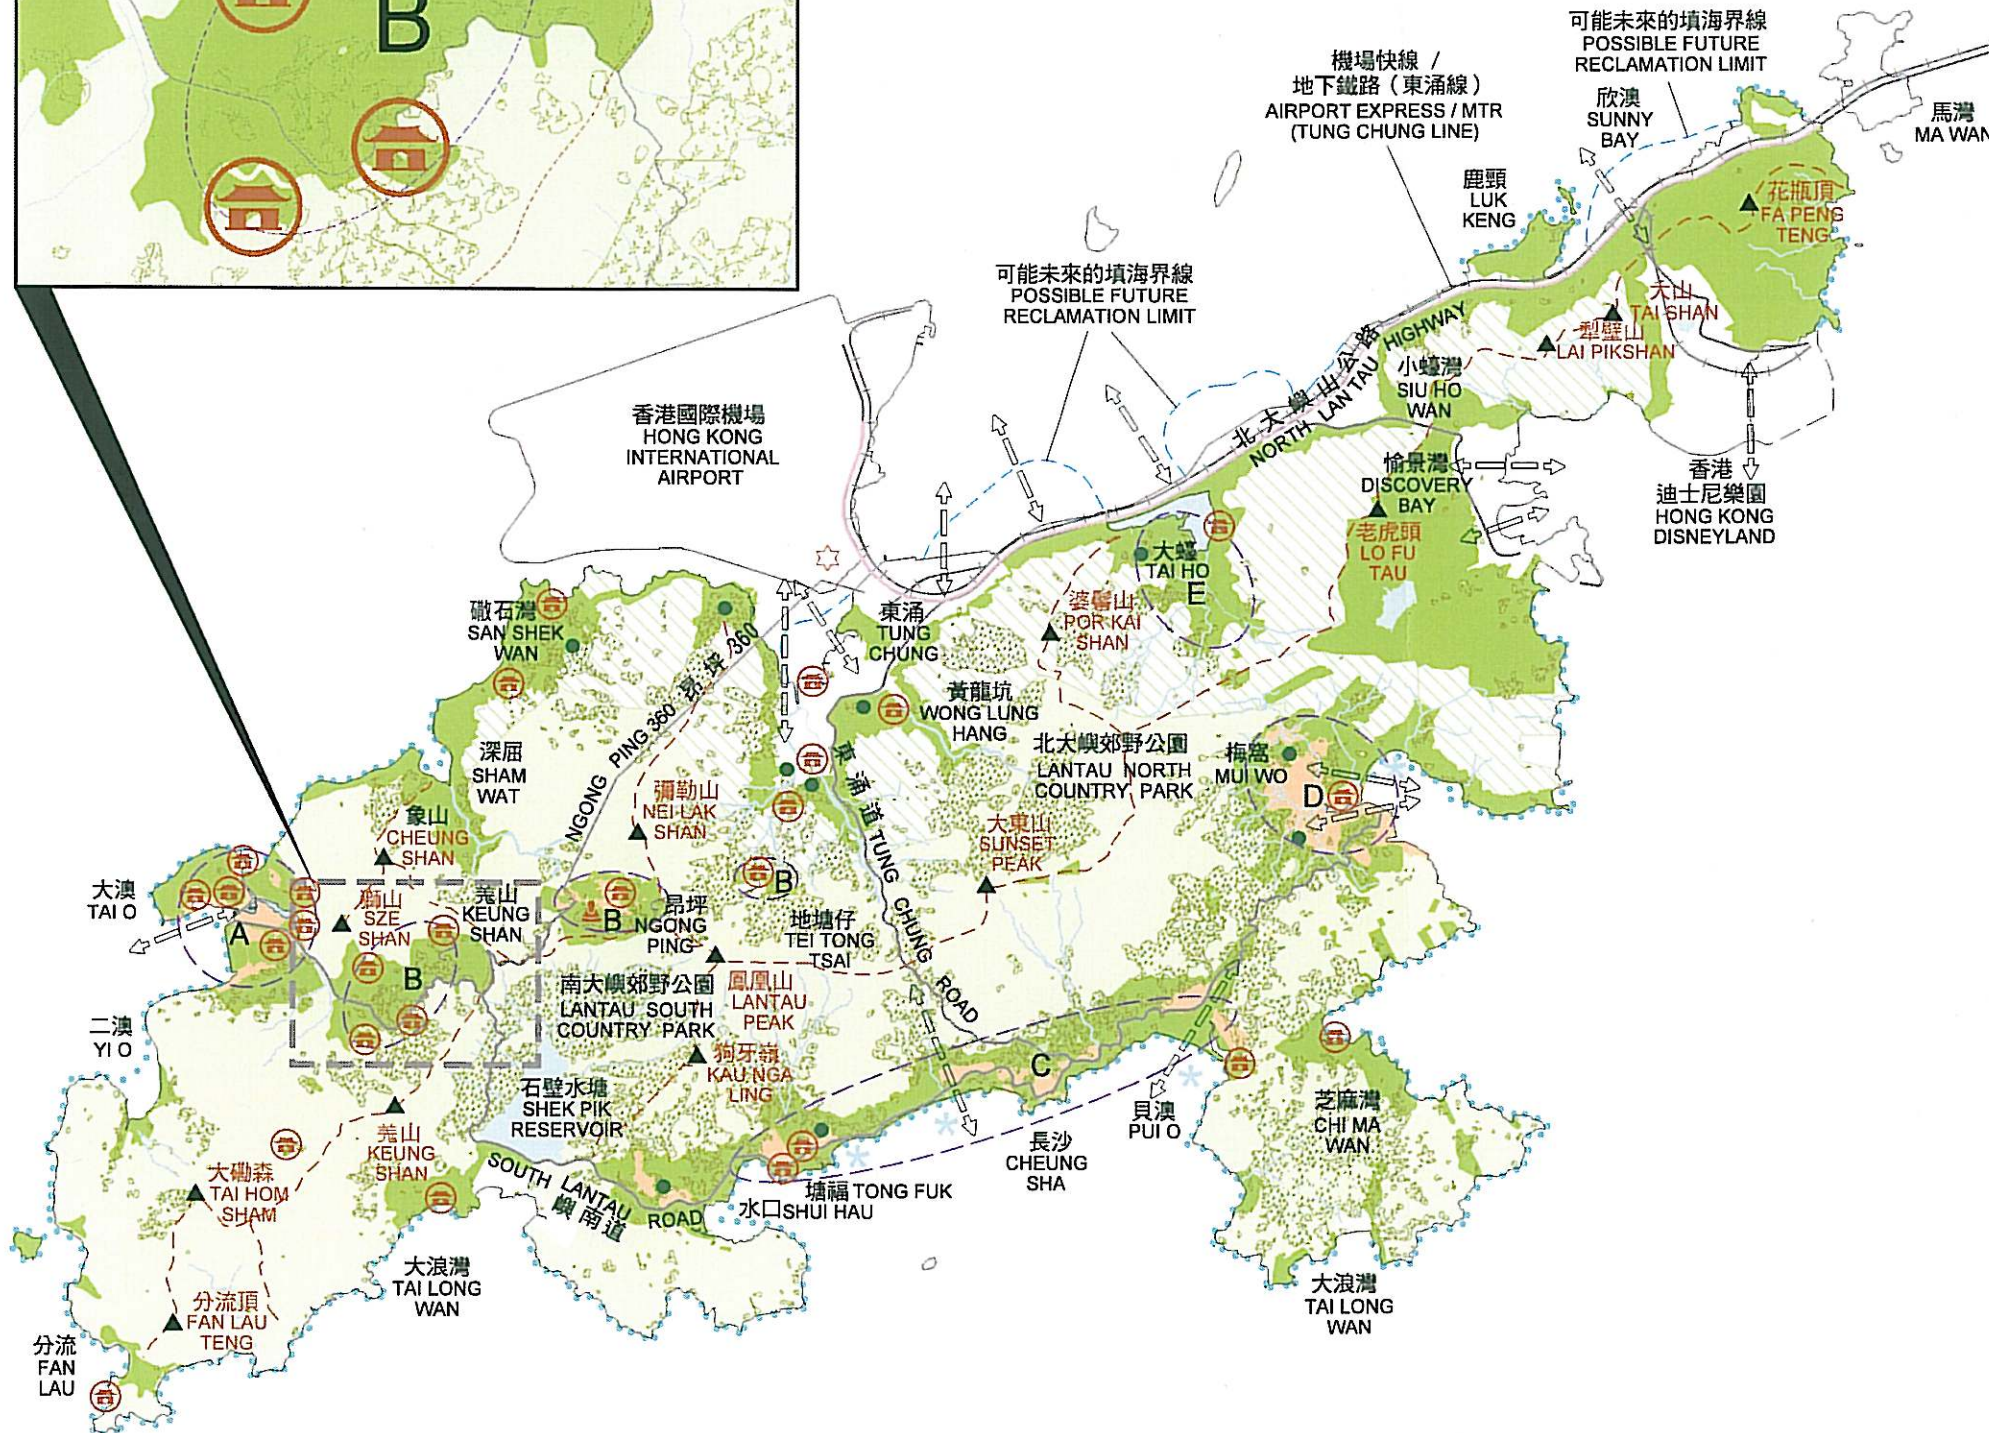 B
可能未來的填海界線
POSSIBLE FUTURE
RECLAMATION LIMIT
機場快線 /
地下鐵路（東涌線）
AIRPORT EXPRESS / MTR
(TUNG CHUNG LINE)
欣澳
SUNNY
BAY
馬灣
MA WAN
鹿頸
LUK
KENG
花瓶頂
FA PENG
TENG
可能未來的填海界線
POSSIBLE FUTURE
RECLAMATION LIMIT
大山
TAI SHAN
犁壁山
LAI PIKSHAN
北大嶼山公路
NORTH LANTAU HIGHWAY
小蠔灣
SIU HO
WAN
香港國際機場
HONG KONG
INTERNATIONAL
AIRPORT
愉景灣
DISCOVERY
BAY
香港
迪士尼樂園
HONG KONG
DISNEYLAND
老虎頭
LO FU
TAU
大蠔
TAI HO
E
䃟石灣
SAN SHEK
WAN
東涌
TUNG
CHUNG
婆髻山
POR KAI
SHAN
NGONG PING 360 昂坪 360
黃龍坑
WONG LUNG
HANG
深屈
SHAM
WAT
北大嶼郊野公園
LANTAU NORTH
COUNTRY PARK
梅窩
MUI WO
D
彌勒山
NEI LAK
SHAN
東涌道 TUNG CHUNG ROAD
象山
CHEUNG
SHAN
大東山
SUNSET
PEAK
大澳
TAI O
A
獅山
SZE
SHAN
羗山
KEUNG
SHAN
B
昂坪
NGONG
PING
B
地塘仔
TEI TONG
TSAI
B
南大嶼郊野公園
LANTAU SOUTH
COUNTRY PARK
鳳凰山
LANTAU
PEAK
二澳
YI O
狗牙嶺
KAU NGA
LING
C
石壁水塘
SHEK PIK
RESERVOIR
貝澳
PUI O
芝麻灣
CHI MA
WAN
羗山
KEUNG
SHAN
長沙
CHEUNG
SHA
大磡森
TAI HOM
SHAM
SOUTH LANTAU ROAD
嶼南道
塘福 TONG FUK
水口 SHUI HAU
大浪灣
TAI LONG
WAN
大浪灣
TAI LONG
WAN
分流頂
FAN LAU
TENG
分流
FAN
LAU